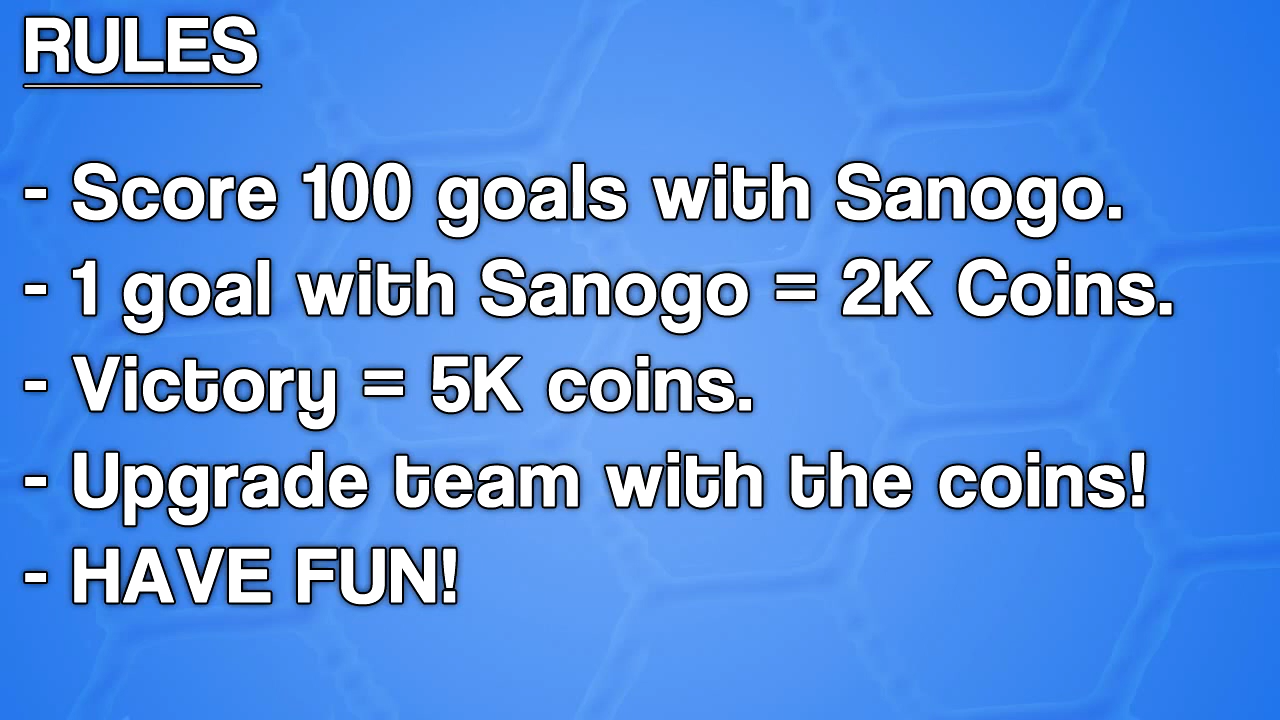 RULES
- Score 100 goals with Sanogo.
- 1 goal with Sanogo = 2K Coins.
- Victory = 5K coins.
- Upgrade team with the coins!
- HAVE FUN!